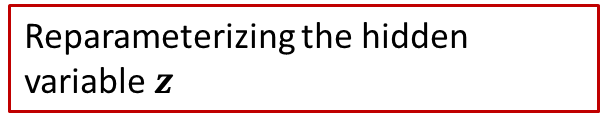 Reparameterizing the hidden
variable z